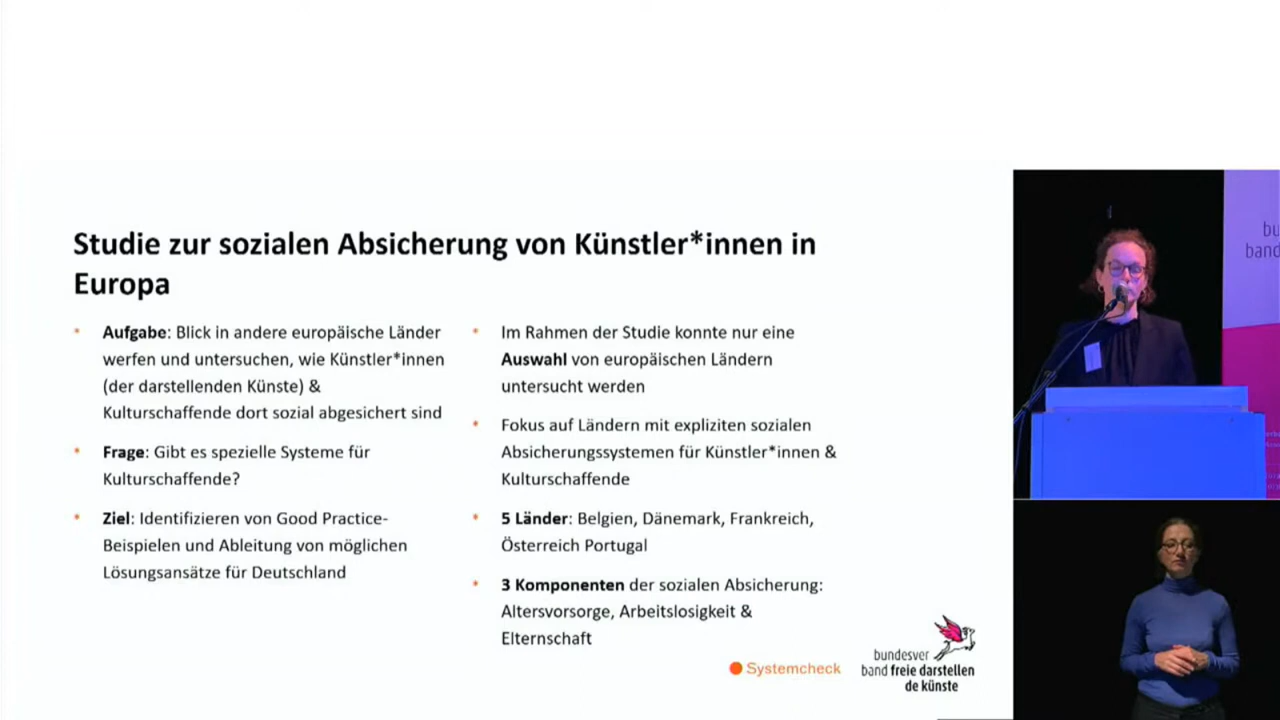 Studie zur sozialen Absicherung von Künstler*innen in
Europa
Aufgabe: Blick in andere europäische Länder
werfen und untersuchen, wie Künstler*innen
(der darstellenden Künste) &
Kulturschaffende dort sozial abgesichert sind
Frage: Gibt es spezielle Systeme für
Kulturschaffende?
Ziel: Identifizieren von Good Practice-
Beispielen und Ableitung von möglichen
Lösungsansätze für Deutschland
Im Rahmen der Studie konnte nur eine
Auswahl von europäischen Ländern
untersucht werden
Fokus auf Ländern mit expliziten sozialen
Absicherungssystemen für Künstler*innen &
Kulturschaffende
5 Länder: Belgien, Dänemark, Frankreich,
Österreich Portugal
3 Komponenten der sozialen Absicherung:
Altersvorsorge, Arbeitslosigkeit &
Elternschaft
Systemcheck
bundesver
band freie darstellen
de künste
bu
band